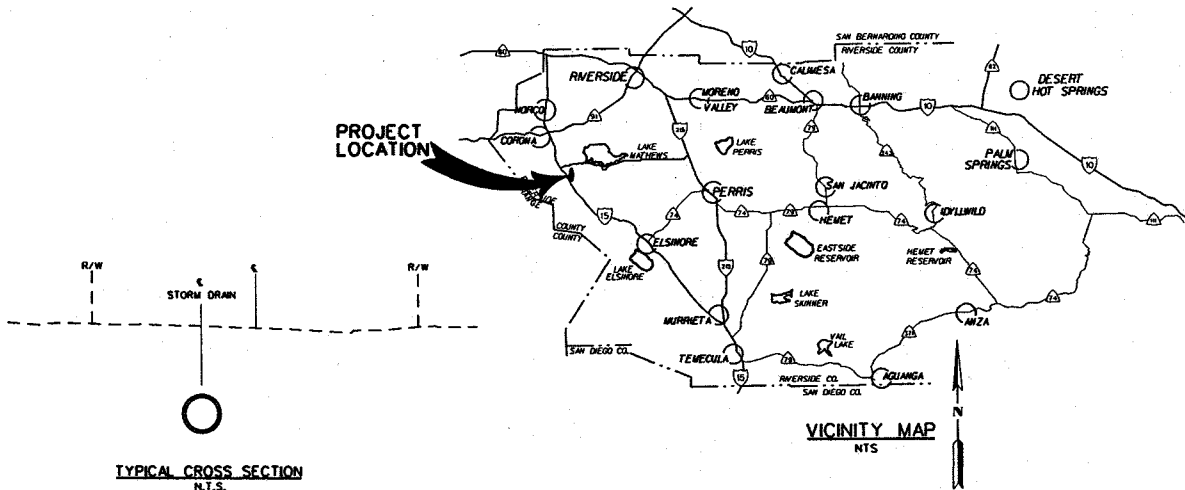 SAN BERNARDINO COUNTY
RIVERSIDE COUNTY
60
10
62
RIVERSIDE
CALIMESA
DESERT
HOT SPRINGS
MORENO
VALLEY
60
BEAUMONT
BANNING
10
NORCO
91
PROJECT
LOCATION
CORONA
215
79
243
111
LAKE
MATHEWS
LAKE
PERRIS
PALM
SPRINGS
10
PERRIS
SAN JACINTO
15
74
74
79
HEMET
74
IDYLLWILD
111
COUNTY
COUNTY
ELSINORE
EASTSIDE
RESERVOIR
HEMET
RESERVOIR
LAKE
ELSINORE
215
79
74
74
LAKE
SKINNER
R/W
℄
STORM DRAIN
℄
R/W
MURRIETA
ANZA
VAIL
LAKE
371
SAN DIEGO CO.
TEMECULA
79
AGUANGA
15
RIVERSIDE CO.
SAN DIEGO CO.
N
VICINITY MAP
NTS
TYPICAL CROSS SECTION
N.T.S.